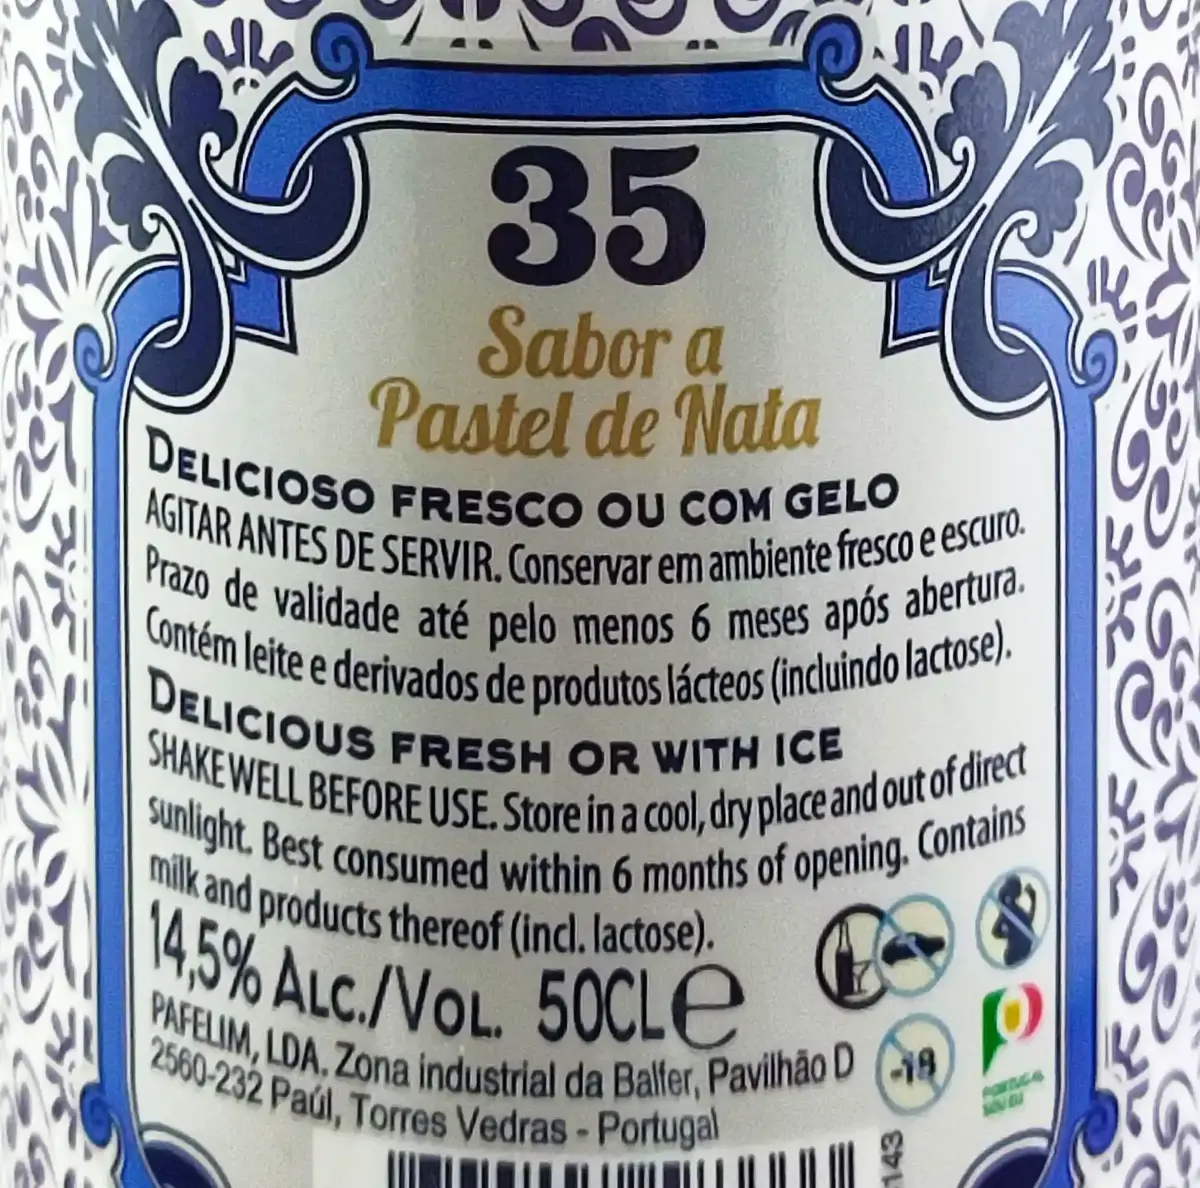 35
Sabor a
Pastel de Nata
DELICIOSO FRESCO OU COM GELO
AGITAR ANTES DE SERVIR. Conservar em ambiente fresco e escuro.
Prazo de validade até pelo menos 6 meses após abertura.
Contém leite e derivados de produtos lácteos (incluindo lactose).
DELICIOUS FRESH OR WITH ICE
SHAKE WELL BEFORE USE. Store in a cool, dry place and out of direct
sunlight. Best consumed within 6 months of opening. Contains
milk and products thereof (incl. lactose).
14,5% ALC./VOL. 50CL e
PAFELIM, LDA. Zona industrial da Balfer, Pavilhão D
2560-232 Paúl, Torres Vedras - Portugal
-18
PORTUGAL
SOU EU
143